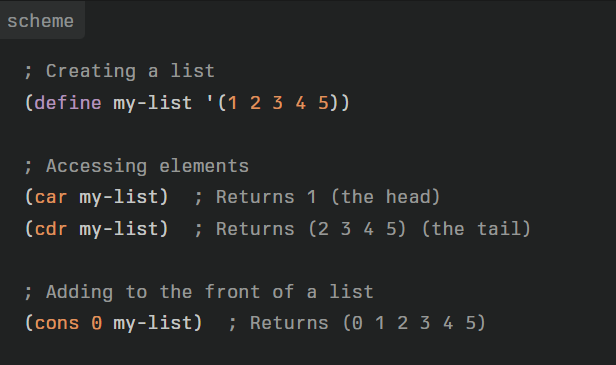 scheme
; Creating a list
(define my-list '(1 2 3 4 5))
; Accessing elements
(car my-list)  ; Returns 1 (the head)
(cdr my-list)  ; Returns (2 3 4 5) (the tail)
; Adding to the front of a list
(cons 0 my-list)  ; Returns (0 1 2 3 4 5)